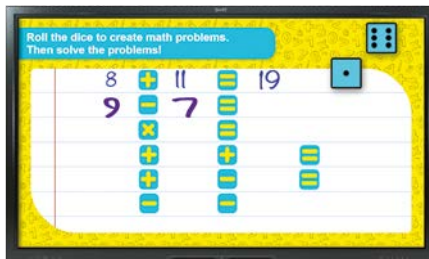 Roll the dice to create math problems.
Then solve the problems!
8 + 11 = 19
9 - 7 =
× =
+ + =
+ - =
- -